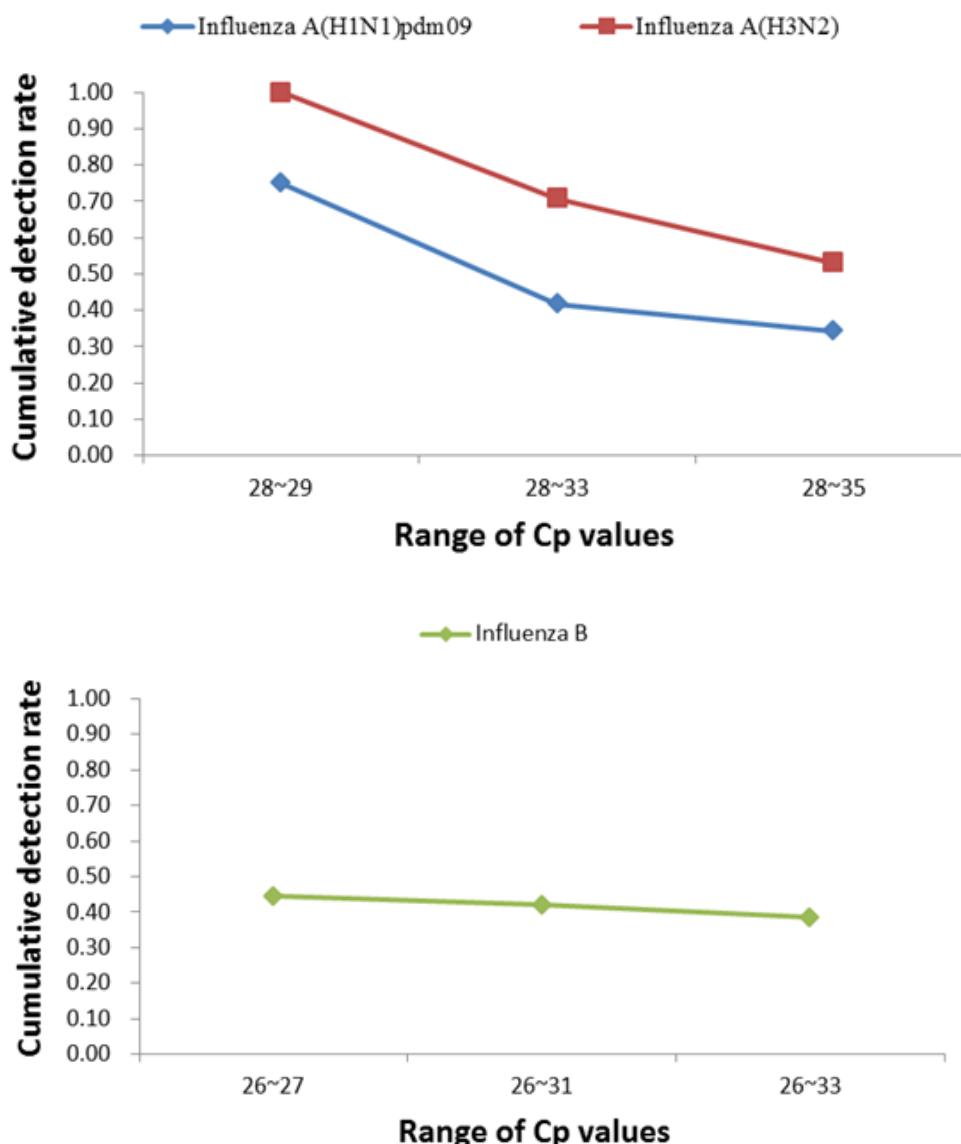 Influenza A(H1N1)pdm09 Influenza A(H3N2)
Cumulative detection rate
1.00
0.90
0.80
0.70
0.60
0.50
0.40
0.30
0.20
0.10
0.00
28~29 28~33 28~35
Range of Cp values
Influenza B
Cumulative detection rate
1.00
0.90
0.80
0.70
0.60
0.50
0.40
0.30
0.20
0.10
0.00
26~27 26~31 26~33
Range of Cp values